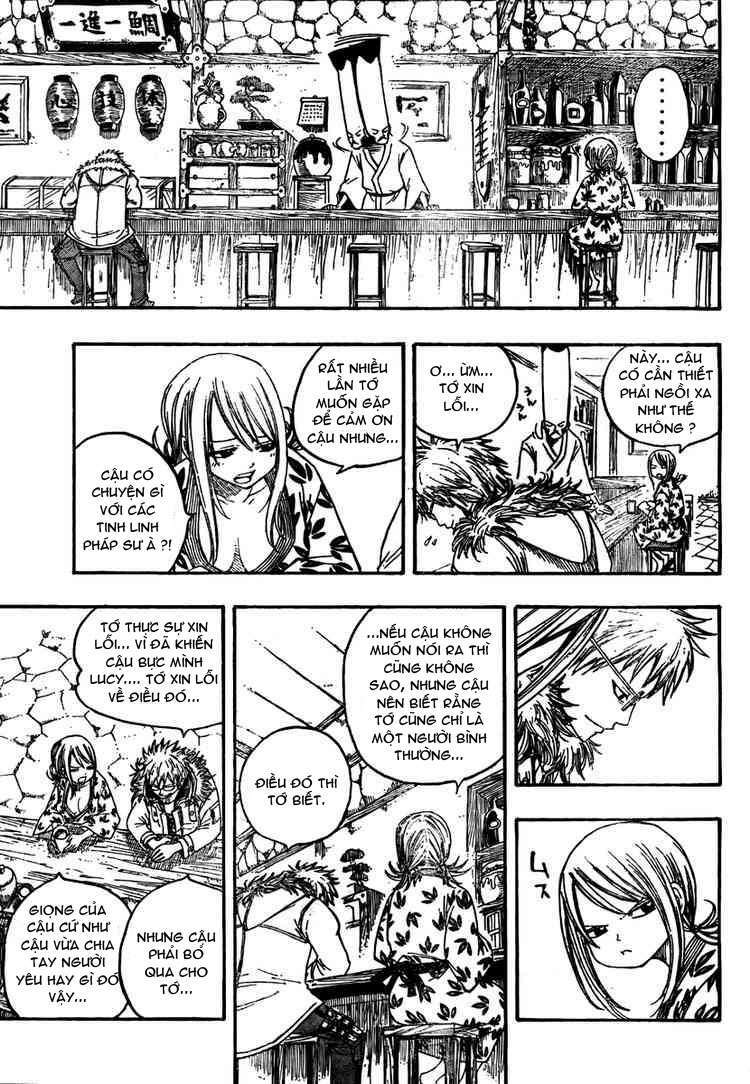 一進一鯛
心
技
体
......
NÀY... CẬU
CÓ CẦN THIẾT
PHẢI NGỒI XA
NHƯ THẾ
KHÔNG ?
Ơ... ỪM...
TỚ XIN
LỖI...
RẤT NHIỀU
LẦN TỚ
MUỐN GẶP
ĐỂ CẢM ƠN
CẬU NHƯNG...
CẬU CÓ
CHUYỆN GÌ
VỚI CÁC
TINH LINH
PHÁP SƯ À ?!
...NẾU CẬU KHÔNG
MUỐN NÓI RA THÌ
CŨNG KHÔNG
SAO, NHƯNG CẬU
NÊN BIẾT RẰNG
TỚ CŨNG CHỈ LÀ
MỘT NGƯỜI BÌNH
THƯỜNG...
ムス
ĐIỀU ĐÓ THÌ
TỚ BIẾT.
TỚ THỰC SỰ XIN
LỖI... VÌ ĐÃ KHIẾN
CẬU BỰC MÌNH
LUCY.... TỚ XIN LỖI
VỀ ĐIỀU ĐÓ...
NHƯNG CẬU
PHẢI BỎ
QUA CHO
TỚ...
GIỌNG CỦA
CẬU CỨ NHƯ
CẬU VỪA CHIA
TAY NGƯỜI
YÊU HAY GÌ ĐÓ
VẬY...